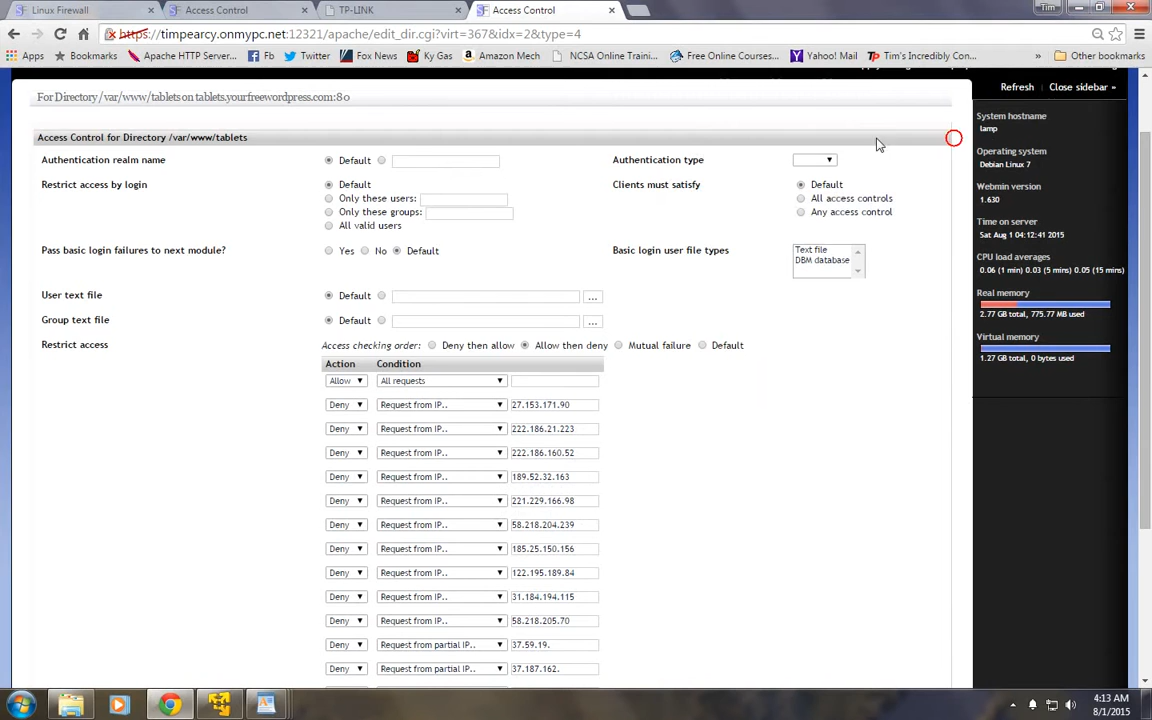 Linux Firewall
Access Control
TP-LINK
Access Control
Tim
https://timpearcy.onmypc.net:12321/apache/edit_dir.cgi?virt=367&idx=2&type=4
Apps
Bookmarks
Apache HTTP Server...
Fb
Twitter
Fox News
Ky Gas
Amazon Mech
NCSA Online Traini...
Free Online Courses...
Yahoo! Mail
Tim's Incredibly Con...
»
Other bookmarks
For Directory /var/www/tablets on tablets.yourfreewordpress.com:80
Refresh
Close sidebar »
Access Control for Directory /var/www/tablets
Authentication realm name
Default
Authentication type
Restrict access by login
Default
Only these users:
Only these groups:
All valid users
Clients must satisfy
Default
All access controls
Any access control
Pass basic login failures to next module?
Yes No Default
Basic login user file types
Text file
DBM database
User text file
Default
...
Group text file
Default
...
Restrict access
Access checking order: Deny then allow Allow then deny Mutual failure Default
Action Condition
Allow All requests
Deny Request from IP.. 27.153.171.90
Deny Request from IP.. 222.186.21.223
Deny Request from IP.. 222.186.160.52
Deny Request from IP.. 189.52.32.163
Deny Request from IP.. 221.229.166.98
Deny Request from IP.. 58.218.204.239
Deny Request from IP.. 185.25.150.156
Deny Request from IP.. 122.195.189.84
Deny Request from IP.. 31.184.194.115
Deny Request from IP.. 58.218.205.70
Deny Request from partial IP.. 37.59.19.
Deny Request from partial IP.. 37.187.162.
System hostname
lamp
Operating system
Debian Linux 7
Webmin version
1.630
Time on server
Sat Aug 1 04:12:41 2015
CPU load averages
0.06 (1 min) 0.03 (5 mins) 0.05 (15 mins)
Real memory
2.77 GB total, 775.77 MB used
Virtual memory
1.27 GB total, 0 bytes used
4:13 AM
8/1/2015